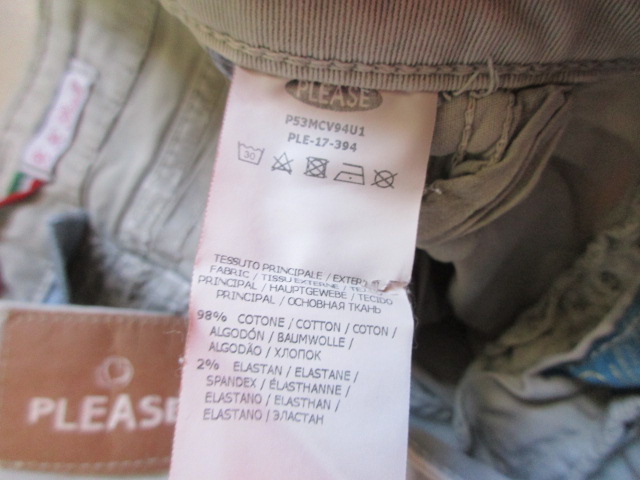 PLEASE
P53MCV94U1
PLE-17-394
30
TESSUTO PRINCIPALE / EXTER
FABRIC / TISSU EXTERNE /
PRINCIPAL / HAUPTGEWEBE / TECIDO
PRINCIPAL / ОСНОВНАЯ ТКАНЬ
98% COTONE / COTTON / COTON /
ALGODÓN / BAUMWOLLE /
ALGODÃO / ХЛОПОК
2% ELASTAN / ELASTANE /
SPANDEX / ÉLASTHANNE /
ELASTANO / ELASTHAN /
ELASTANO / ЭЛАСТАН
PLEASE